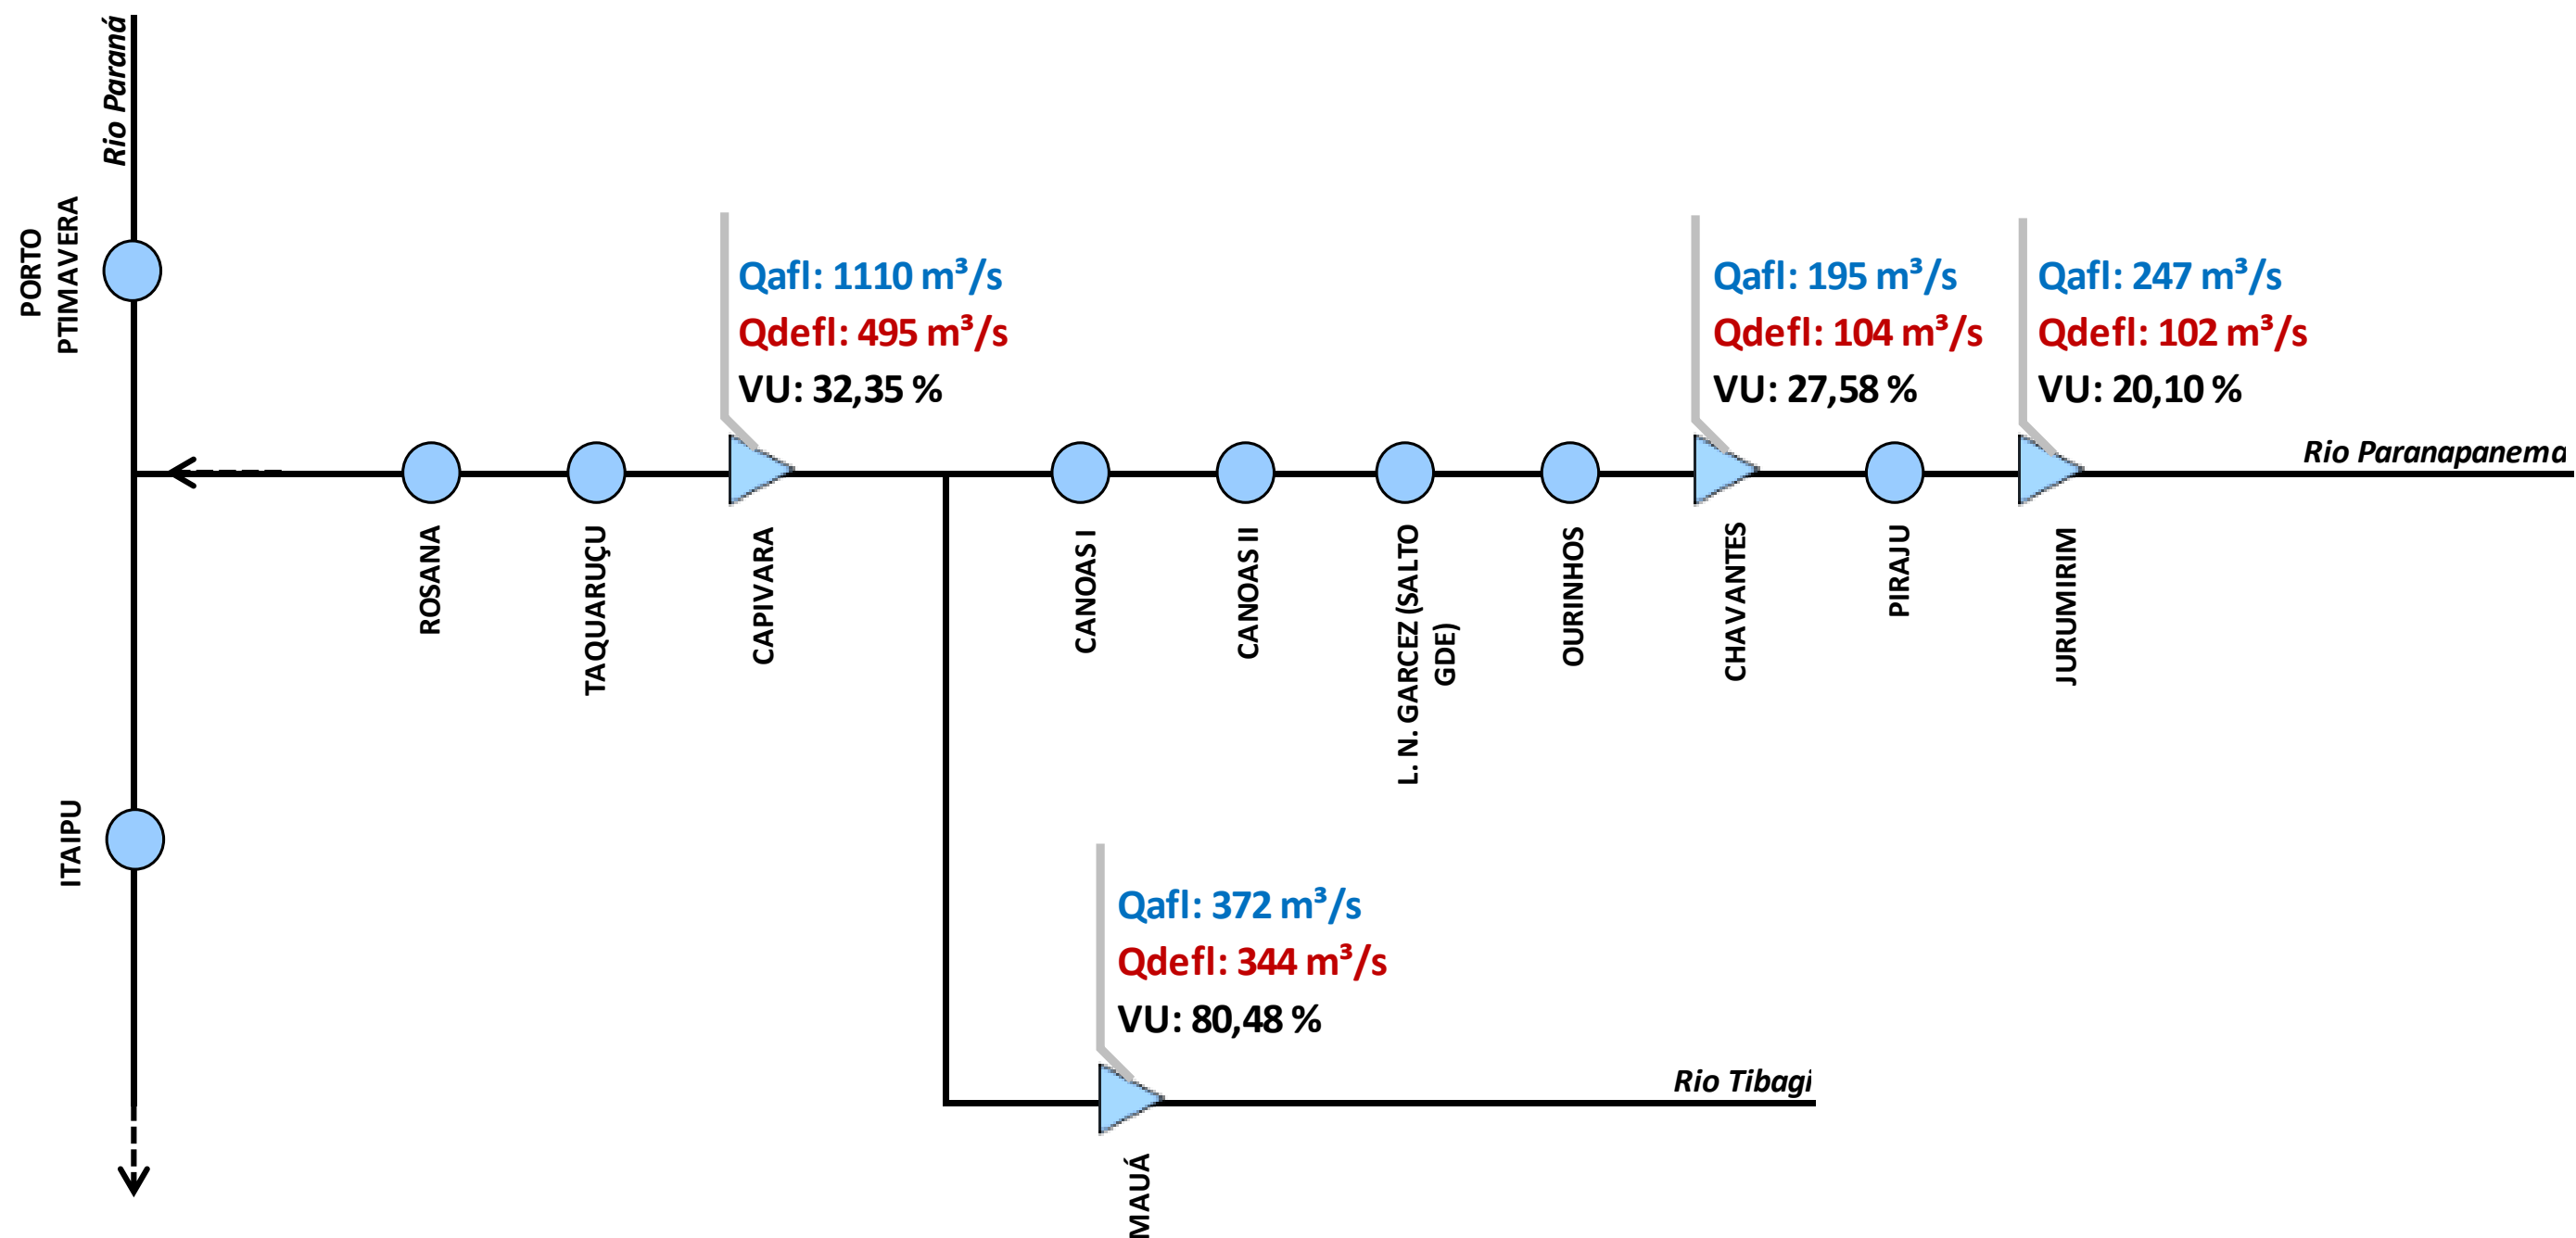 Rio Paraná
PORTO
PTIMAVERA
Qafl: 1110 m³/s
Qdefl: 495 m³/s
VU: 32,35 %
Qafl: 195 m³/s
Qdefl: 104 m³/s
VU: 27,58 %
Qafl: 247 m³/s
Qdefl: 102 m³/s
VU: 20,10 %
Rio Paranapanema
ROSANA
TAQUARUÇU
CAPIVARA
CANOAS I
CANOAS II
L. N. GARCEZ (SALTO
GDE)
OURINHOS
CHAVANTES
PIRAJU
JURUMIRIM
ITAIPU
Qafl: 372 m³/s
Qdefl: 344 m³/s
VU: 80,48 %
Rio Tibagi
MAUÁ